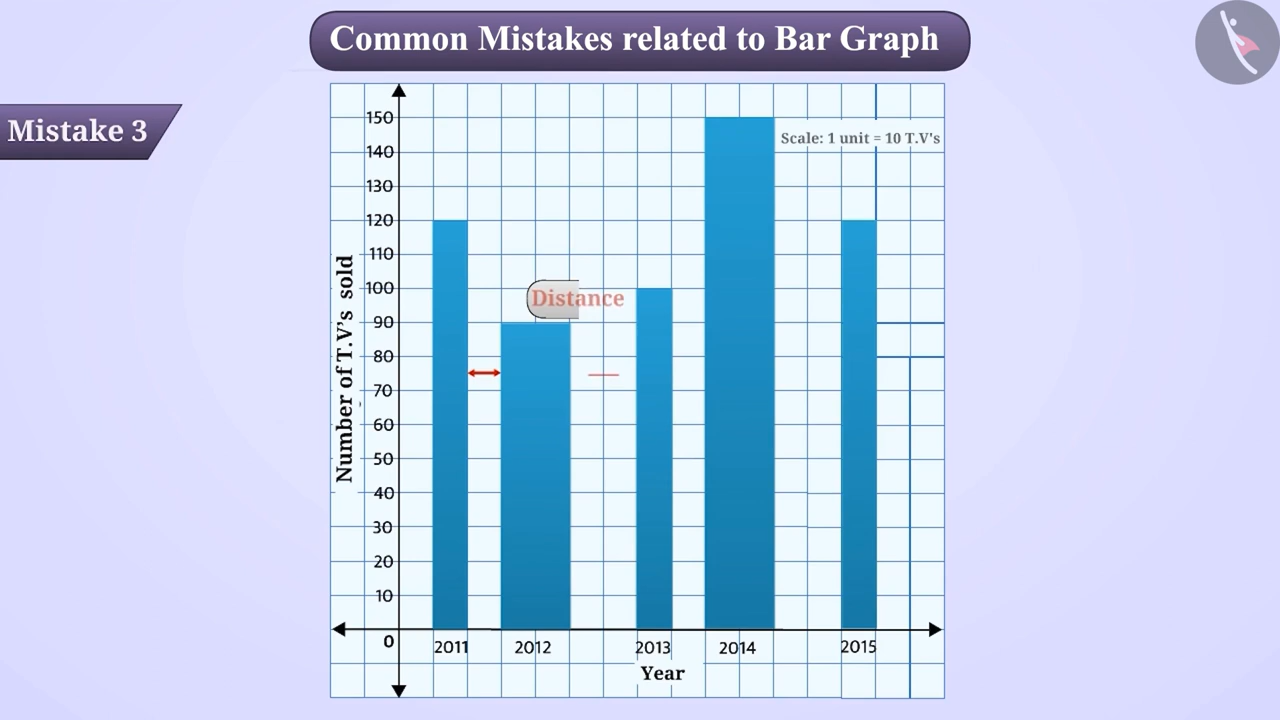 Common Mistakes related to Bar Graph
Mistake 3
Scale: 1 unit = 10 T.V's
Number of T.V's sold
150
140
130
120
110
100
90
80
70
60
50
40
30
20
10
0
Distance
2011 2012 2013 2014 2015
Year